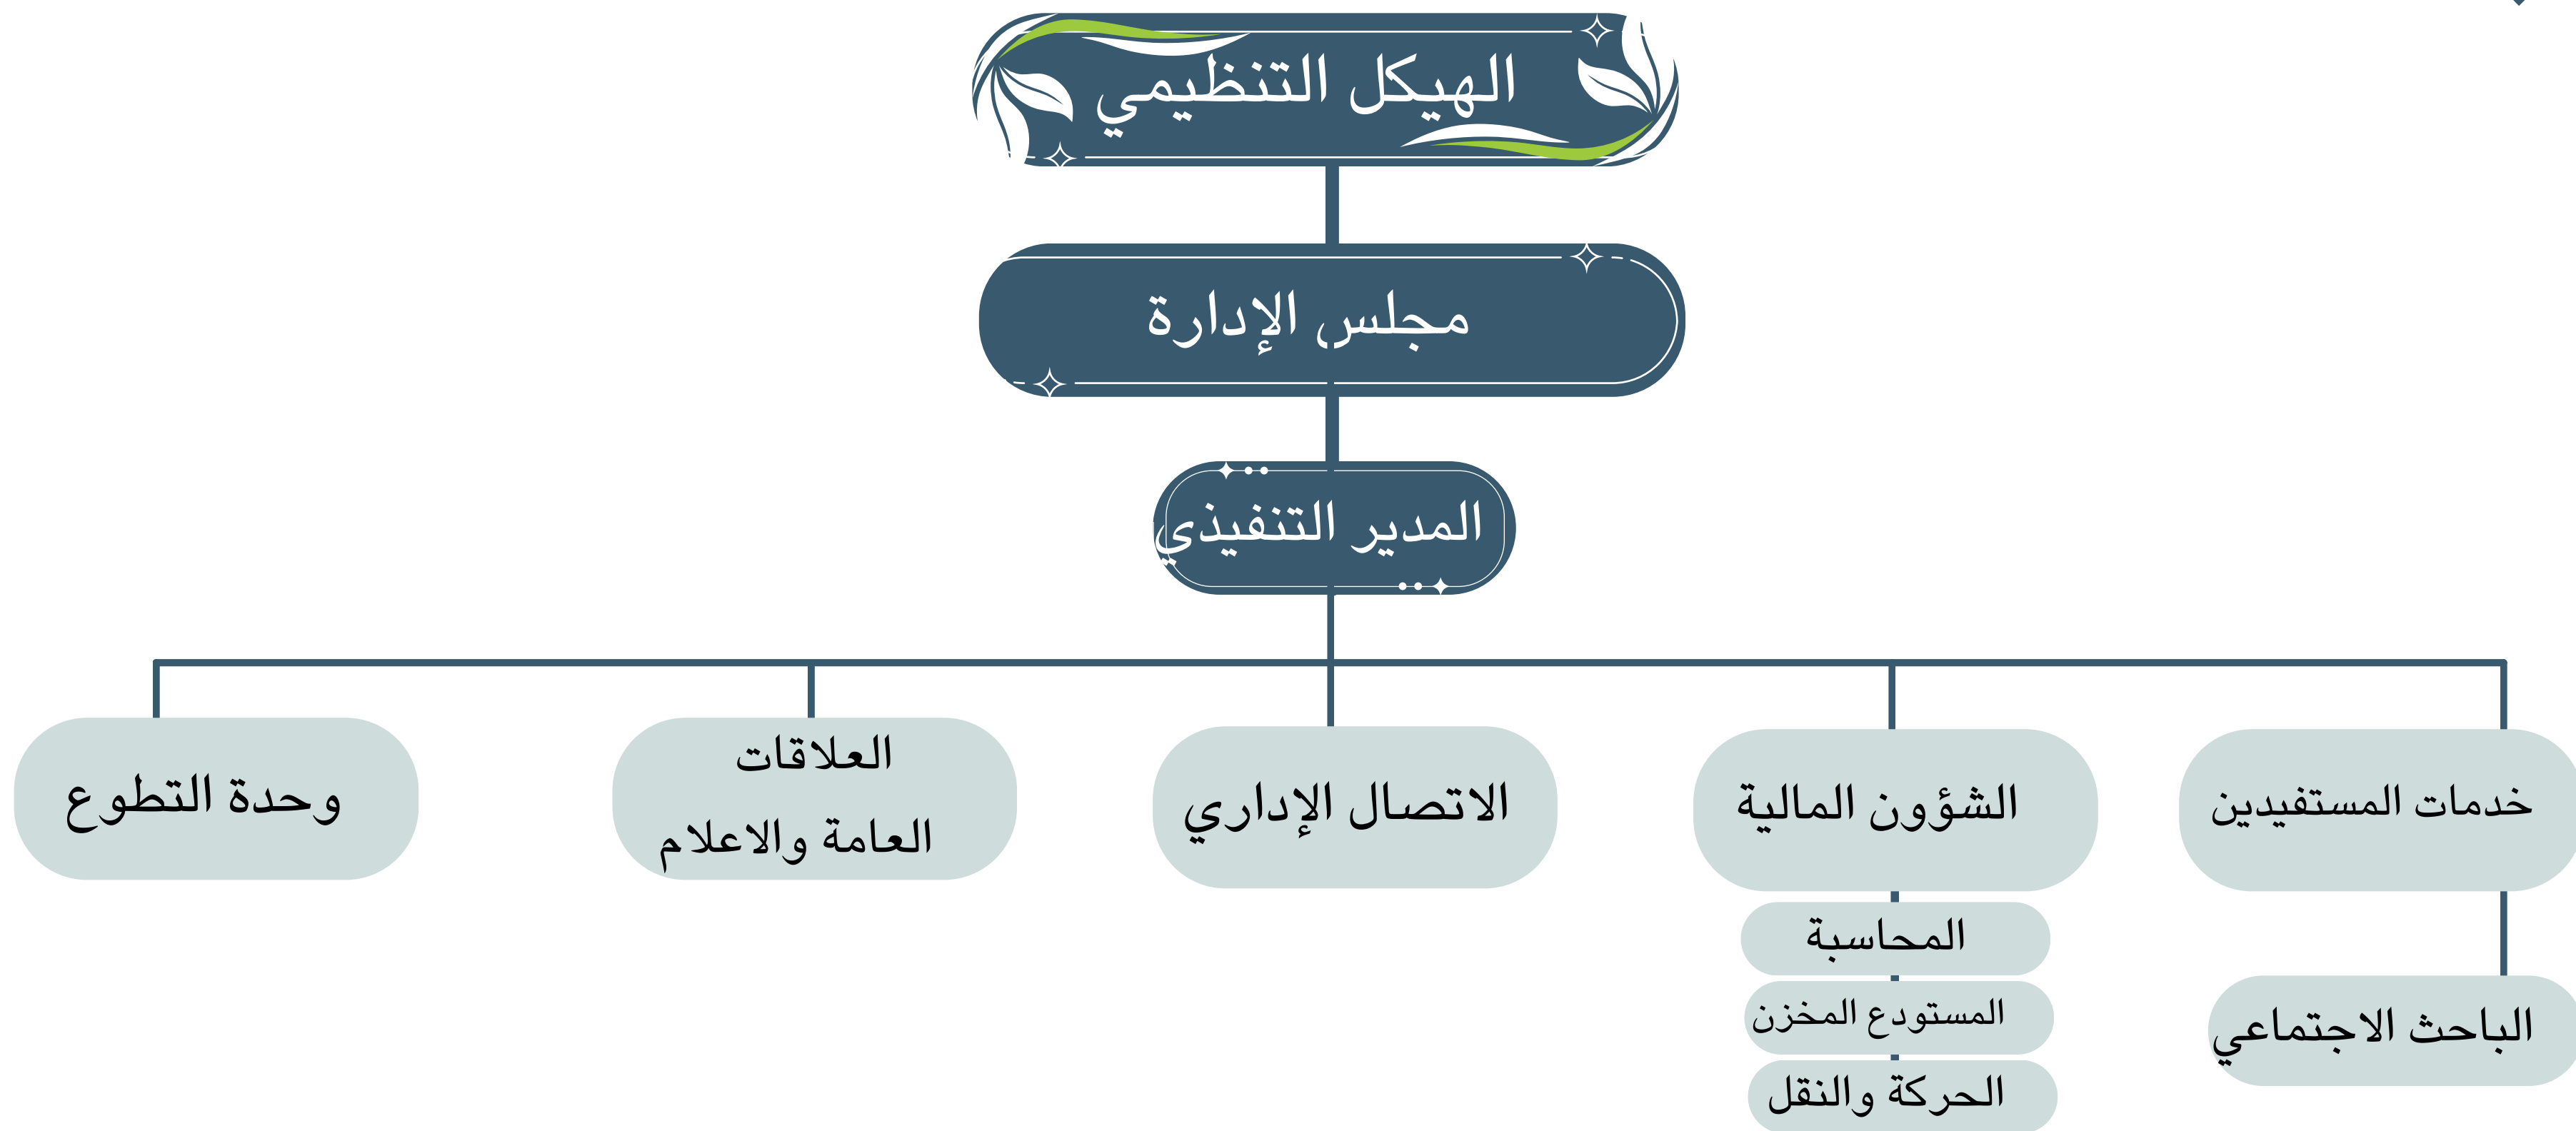 الهيكل التنظيمي
مجلس الإدارة
المدير التنفيذي
خدمات المستفيدين
الشؤون المالية
الاتصال الإداري
العلاقات
العامة والاعلام
وحدة التطوع
المحاسبة
المستودع المخزن
الحركة والنقل
الباحث الاجتماعي